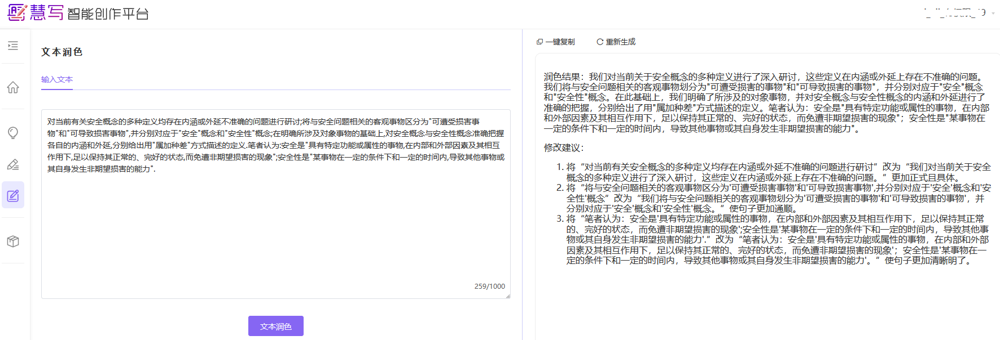 慧写 智能创作平台
文本润色
输入文本
对当前有关安全概念的多种定义均存在内涵或外延不准确的问题进行研讨;将与安全问题相关的客观事物区分为"可遭受损害事
物"和"可导致损害事物",并分别对应于"安全"概念和"安全性"概念;在明确所涉及对象事物的基础上,对安全概念与安全性概念准确把握
各自的内涵和外延,分别给出用"属加种差"方式描述的定义.笔者认为:安全是"具有特定功能或属性的事物,在内部和外部因素及其相互
作用下,足以保持其正常的、完好的状态,而免遭非期望损害的现象";安全性是"某事物在一定的条件下和一定的时间内,导致其他事物或
其自身发生非期望损害的能力".
259/1000
文本润色
一键复制 重新生成
润色结果：我们对当前关于安全概念的多种定义进行了深入研讨，这些定义在内涵或外延上存在不准确的问题。
我们将与安全问题相关的客观事物划分为"可遭受损害的事物"和"可导致损害的事物"，并分别对应于"安全"概念
和"安全性"概念。在此基础上，我们明确了所涉及的对象事物，并对安全概念与安全性概念的内涵和外延进行了
准确的把握，分别给出了用"属加种差"方式描述的定义。笔者认为：安全是"具有特定功能或属性的事物，在内部
和外部因素及其相互作用下，足以保持其正常的、完好的状态，而免遭非期望损害的现象"；安全性是"某事物在
一定的条件下和一定的时间内，导致其他事物或其自身发生非期望损害的能力"。
修改建议：
1. 将“对当前有关安全概念的多种定义均存在内涵或外延不准确的问题进行研讨”改为“我们对当前关于安全
概念的多种定义进行了深入研讨，这些定义在内涵或外延上存在不准确的问题。”更加正式且具体。
2. 将“将与安全问题相关的客观事物区分为'可遭受损害事物'和'可导致损害事物',并分别对应于'安全'概念和'安
全性'概念”改为“我们将与安全问题相关的客观事物划分为'可遭受损害的事物'和'可导致损害的事物'，并
分别对应于'安全'概念和'安全性'概念。”使句子更加通顺。
3. 将“笔者认为：安全是'具有特定功能或属性的事物，在内部和外部因素及其相互作用下，足以保持其正常
的、完好的状态，而免遭非期望损害的现象';安全性是'某事物在一定的条件下和一定的时间内，导致其他事
物或其自身发生非期望损害的能力'.”改为“笔者认为：安全是'具有特定功能或属性的事物，在内部和外部
因素及其相互作用下，足以保持其正常的、完好的状态，而免遭非期望损害的现象'；安全性是'某事物在一
定的条件下和一定的时间内，导致其他事物或其自身发生非期望损害的能力'。”使句子更加清晰明了。